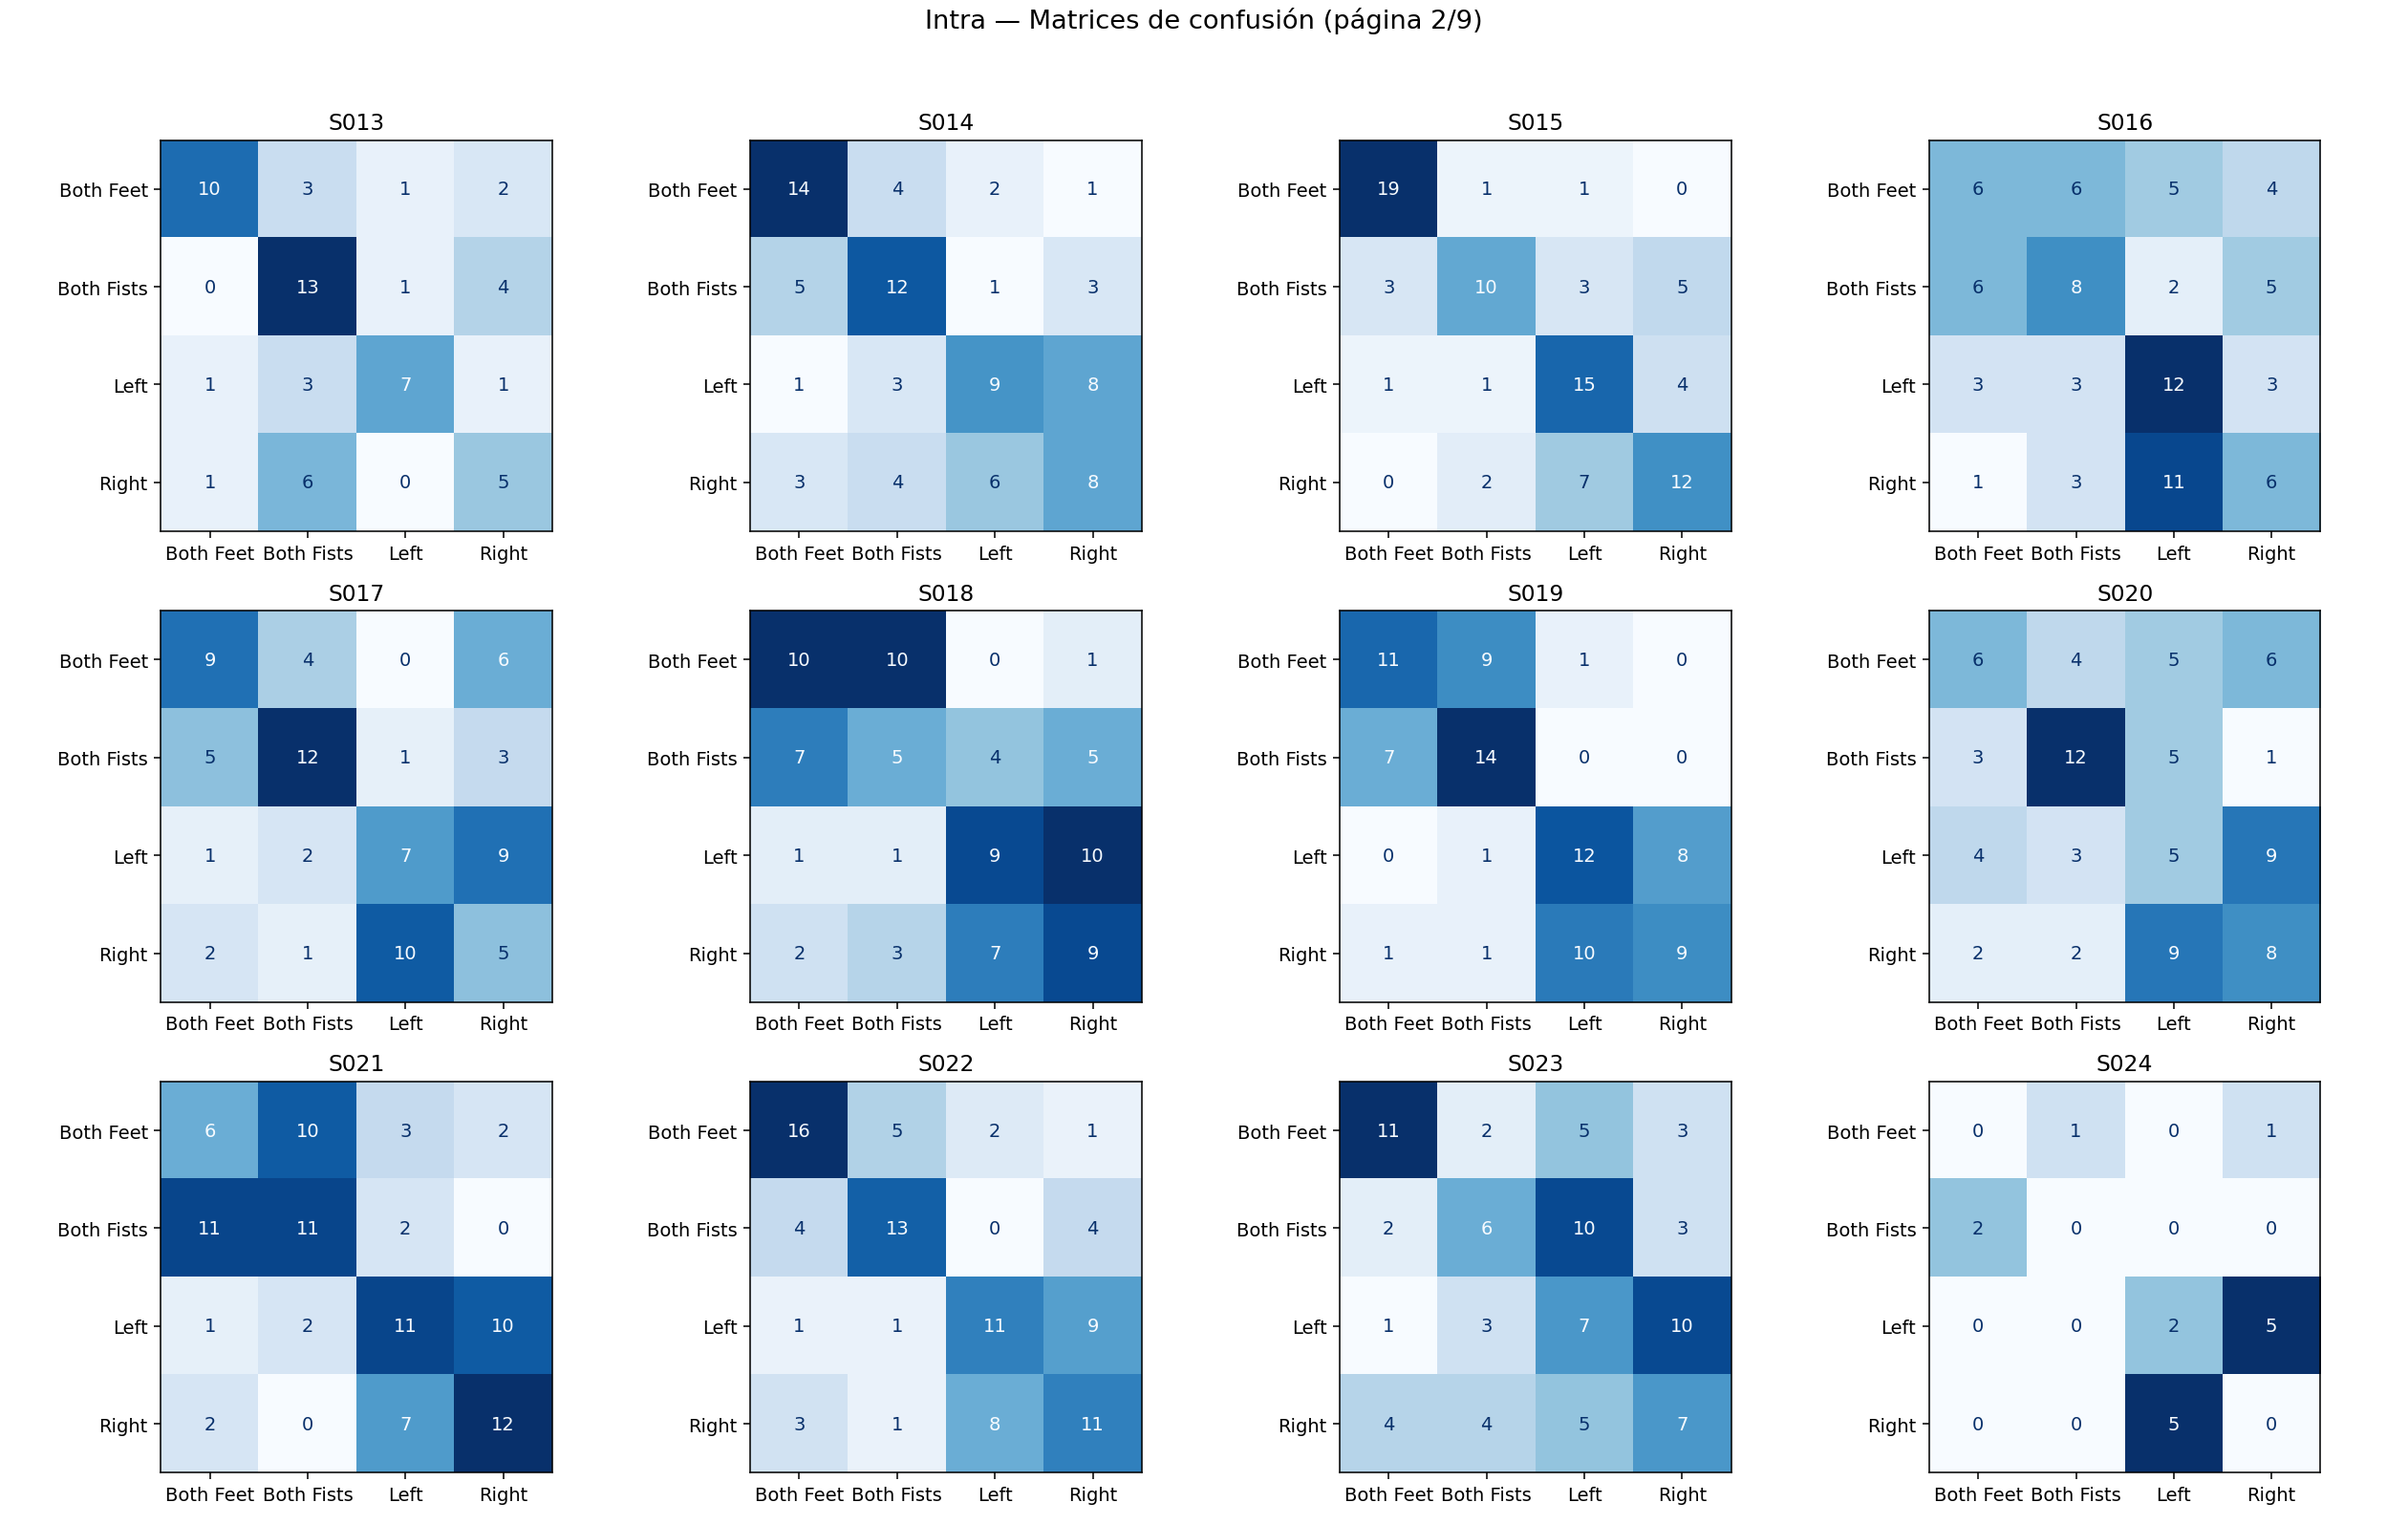 Intra — Matrices de confusión (página 2/9)
S013 S014 S015 S016
Both Feet 10 3 1 2 Both Feet 14 4 2 1 Both Feet 19 1 1 0 Both Feet 6 6 5 4
Both Fists 0 13 1 4 Both Fists 5 12 1 3 Both Fists 3 10 3 5 Both Fists 6 8 2 5
Left 1 3 7 1 Left 1 3 9 8 Left 1 1 15 4 Left 3 3 12 3
Right 1 6 0 5 Right 3 4 6 8 Right 0 2 7 12 Right 1 3 11 6
Both Feet Both Fists Left Right Both Feet Both Fists Left Right Both Feet Both Fists Left Right Both Feet Both Fists Left Right
S017 S018 S019 S020
Both Feet 9 4 0 6 Both Feet 10 10 0 1 Both Feet 11 9 1 0 Both Feet 6 4 5 6
Both Fists 5 12 1 3 Both Fists 7 5 4 5 Both Fists 7 14 0 0 Both Fists 3 12 5 1
Left 1 2 7 9 Left 1 1 9 10 Left 0 1 12 8 Left 4 3 5 9
Right 2 1 10 5 Right 2 3 7 9 Right 1 1 10 9 Right 2 2 9 8
Both Feet Both Fists Left Right Both Feet Both Fists Left Right Both Feet Both Fists Left Right Both Feet Both Fists Left Right
S021 S022 S023 S024
Both Feet 6 10 3 2 Both Feet 16 5 2 1 Both Feet 11 2 5 3 Both Feet 0 1 0 1
Both Fists 11 11 2 0 Both Fists 4 13 0 4 Both Fists 2 6 10 3 Both Fists 2 0 0 0
Left 1 2 11 10 Left 1 1 11 9 Left 1 3 7 10 Left 0 0 2 5
Right 2 0 7 12 Right 3 1 8 11 Right 4 4 5 7 Right 0 0 5 0
Both Feet Both Fists Left Right Both Feet Both Fists Left Right Both Feet Both Fists Left Right Both Feet Both Fists Left Right